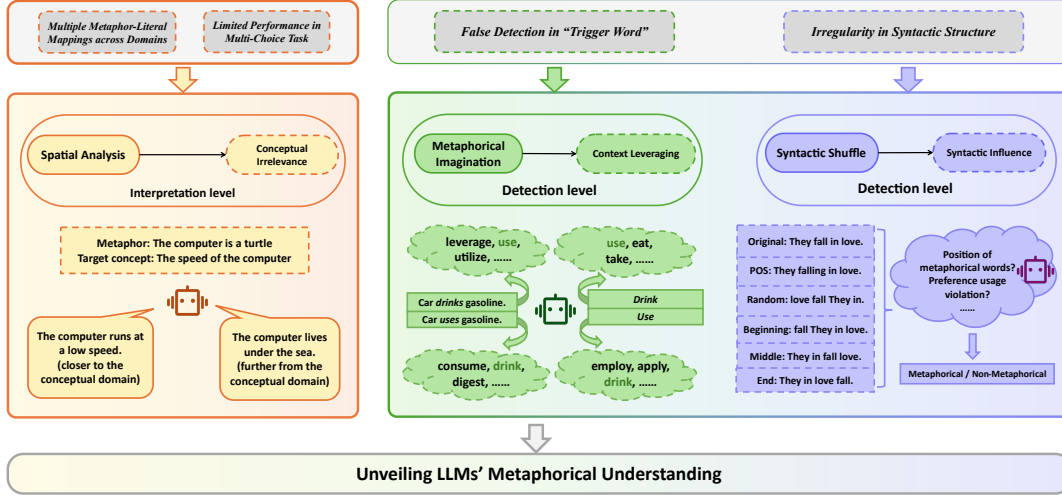 Multiple Metaphor-Literal
Mappings across Domains
Limited Performance in
Multi-Choice Task
False Detection in “Trigger Word”
Irregularity in Syntactic Structure
Spatial Analysis
Conceptual
Irrelevance
Interpretation level
Metaphor: The computer is a turtle
Target concept: The speed of the computer
The computer runs at
a low speed.
(closer to the
conceptual domain)
The computer lives
under the sea.
(further from the
conceptual domain)
Metaphorical
Imagination
Context Leveraging
Detection level
leverage, use,
utilize, ......
use, eat,
take, ......
Car drinks gasoline.
Car uses gasoline.
Drink
Use
consume, drink,
digest, ......
employ, apply,
drink, ......
Syntactic Shuffle
Syntactic Influence
Detection level
Original: They fall in love.
POS: They falling in love.
Random: love fall They in.
Beginning: fall They in love.
Middle: They in fall love.
End: They in love fall.
Position of
metaphorical words?
Preference usage
violation?
......
Metaphorical / Non-Metaphorical
Unveiling LLMs’ Metaphorical Understanding